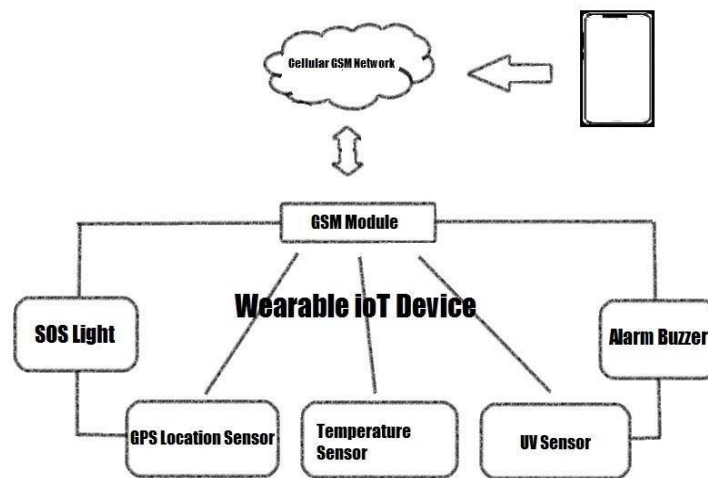 Cellular GSM Network
GSM Module
Wearable ioT Device
SOS Light
Alarm Buzzer
GPS Location Sensor
Temperature
Sensor
UV Sensor